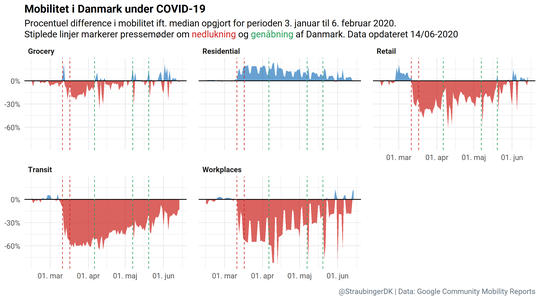 Mobilitet i Danmark under COVID-19
Procentuel difference i mobilitet ift. median opgjort for perioden 3. januar til 6. februar 2020.
Stiplede linjer markerer pressemøder om nedlukning og genåbning af Danmark. Data opdateret 14/06-2020
Grocery Residential Retail
0%
-30%
-60%
01. mar 01. apr 01. maj 01. jun
Transit Workplaces
0%
-30%
-60%
01. mar 01. apr 01. maj 01. jun 01. mar 01. apr 01. maj 01. jun
@StraubingerDK | Data: Google Community Mobility Reports